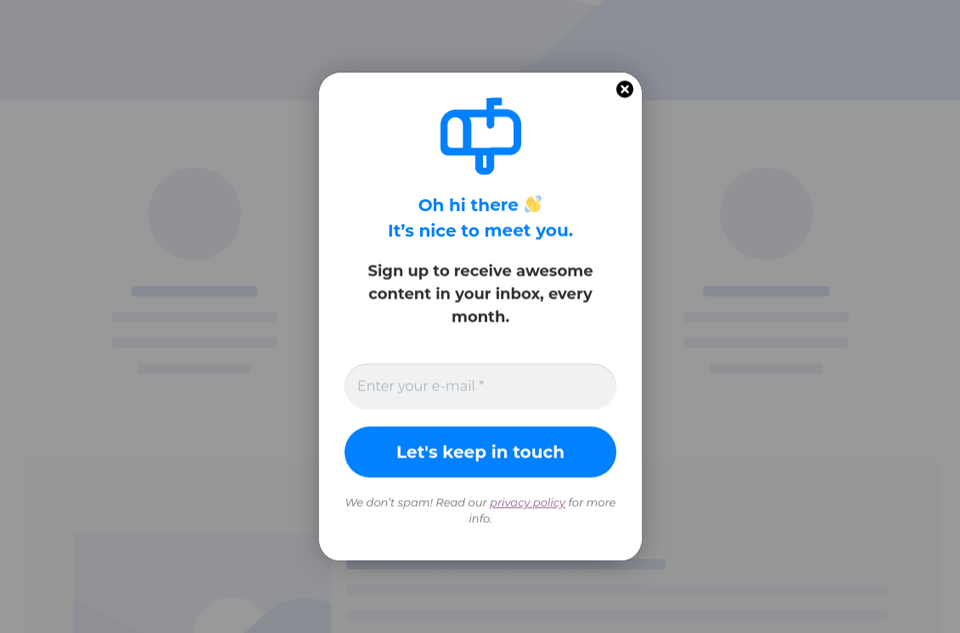 Oh hi there 👋
It’s nice to meet you.
Sign up to receive awesome
content in your inbox, every
month.
Enter your e-mail *
Let's keep in touch
We don’t spam! Read our privacy policy for more
info.